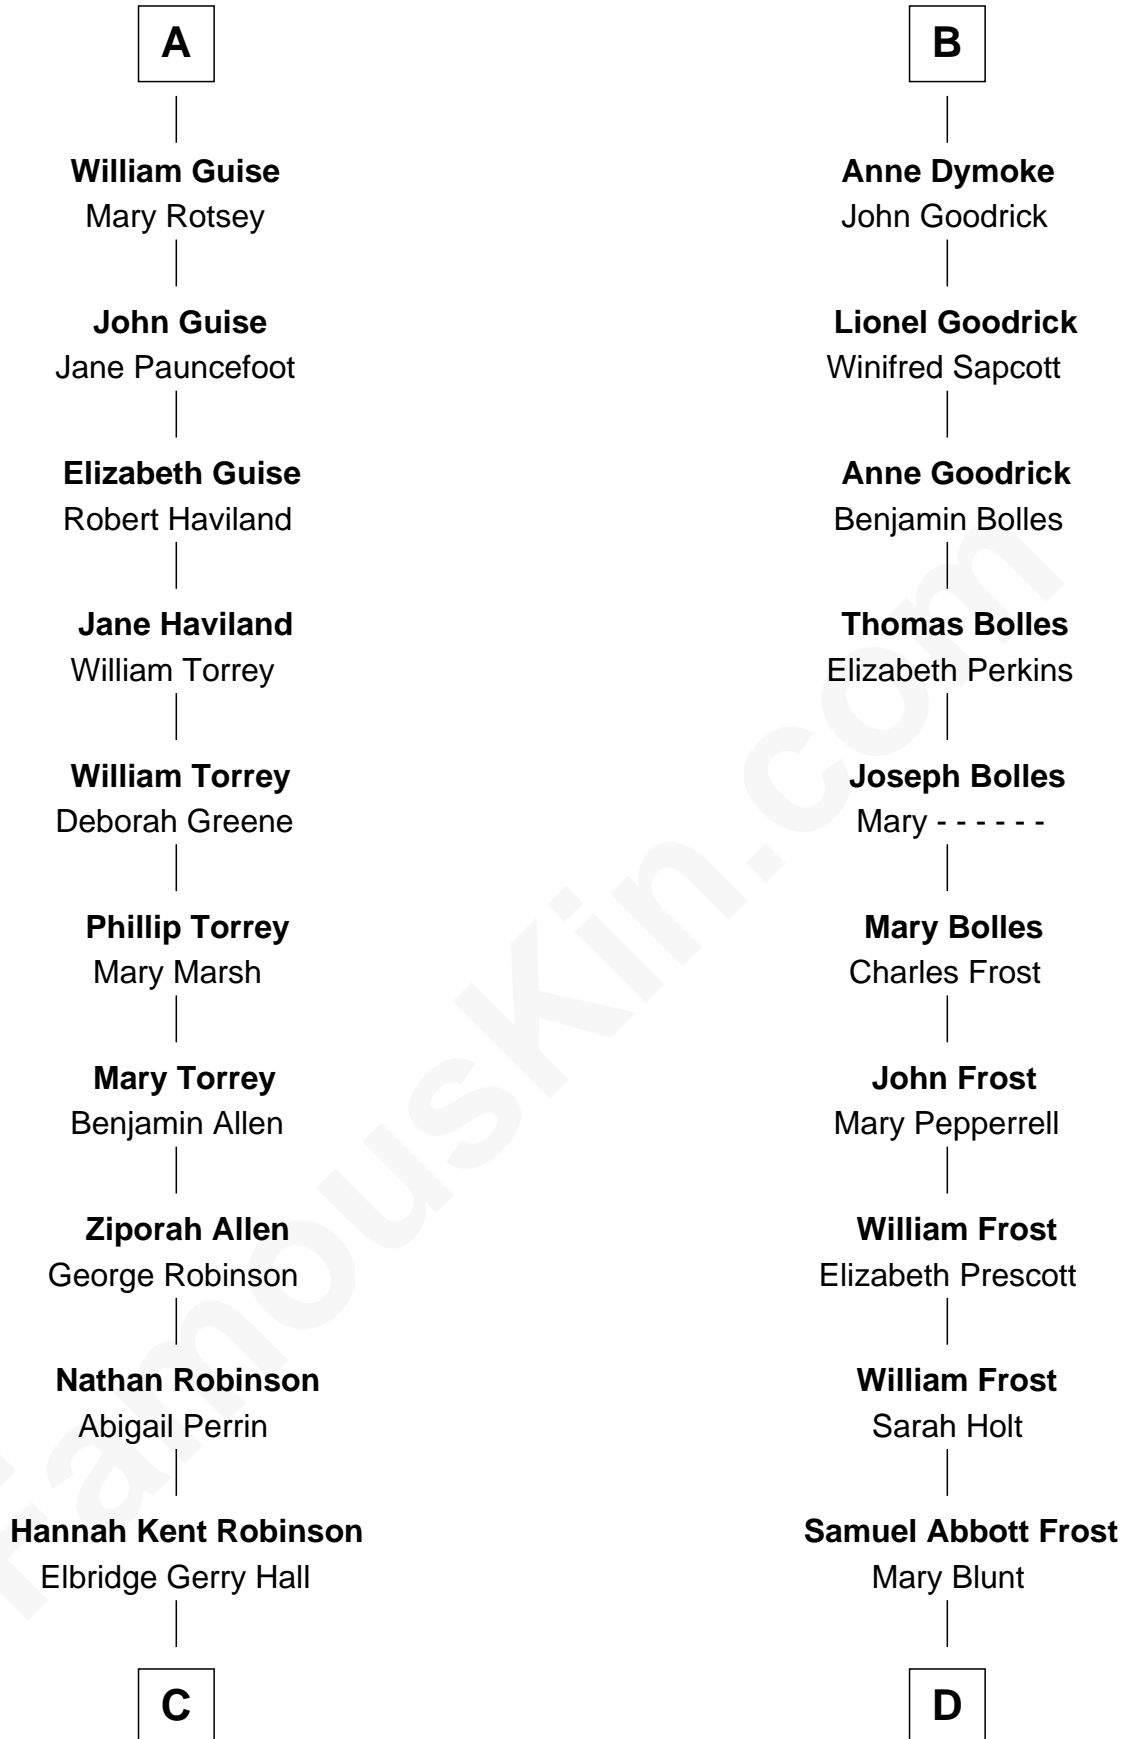 A
William Guise
Mary Rotsey
John Guise
Jane Pauncefoot
Elizabeth Guise
Robert Haviland
Jane Haviland
William Torrey
William Torrey
Deborah Greene
Phillip Torrey
Mary Marsh
Mary Torrey
Benjamin Allen
Ziporah Allen
George Robinson
Nathan Robinson
Abigail Perrin
Hannah Kent Robinson
Elbridge Gerry Hall
C
B
Anne Dymoke
John Goodrick
Lionel Goodrick
Winifred Sapcott
Anne Goodrick
Benjamin Bolles
Thomas Bolles
Elizabeth Perkins
Joseph Bolles
Mary - - - - - -
Mary Bolles
Charles Frost
John Frost
Mary Pepperrell
William Frost
Elizabeth Prescott
William Frost
Sarah Holt
Samuel Abbott Frost
Mary Blunt
D
FamousKin.com